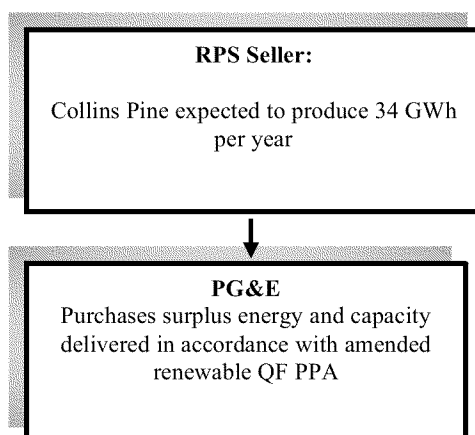 RPS Seller:
Collins Pine expected to produce 34 GWh
per year
PG&E
Purchases surplus energy and capacity
delivered in accordance with amended
renewable QF PPA